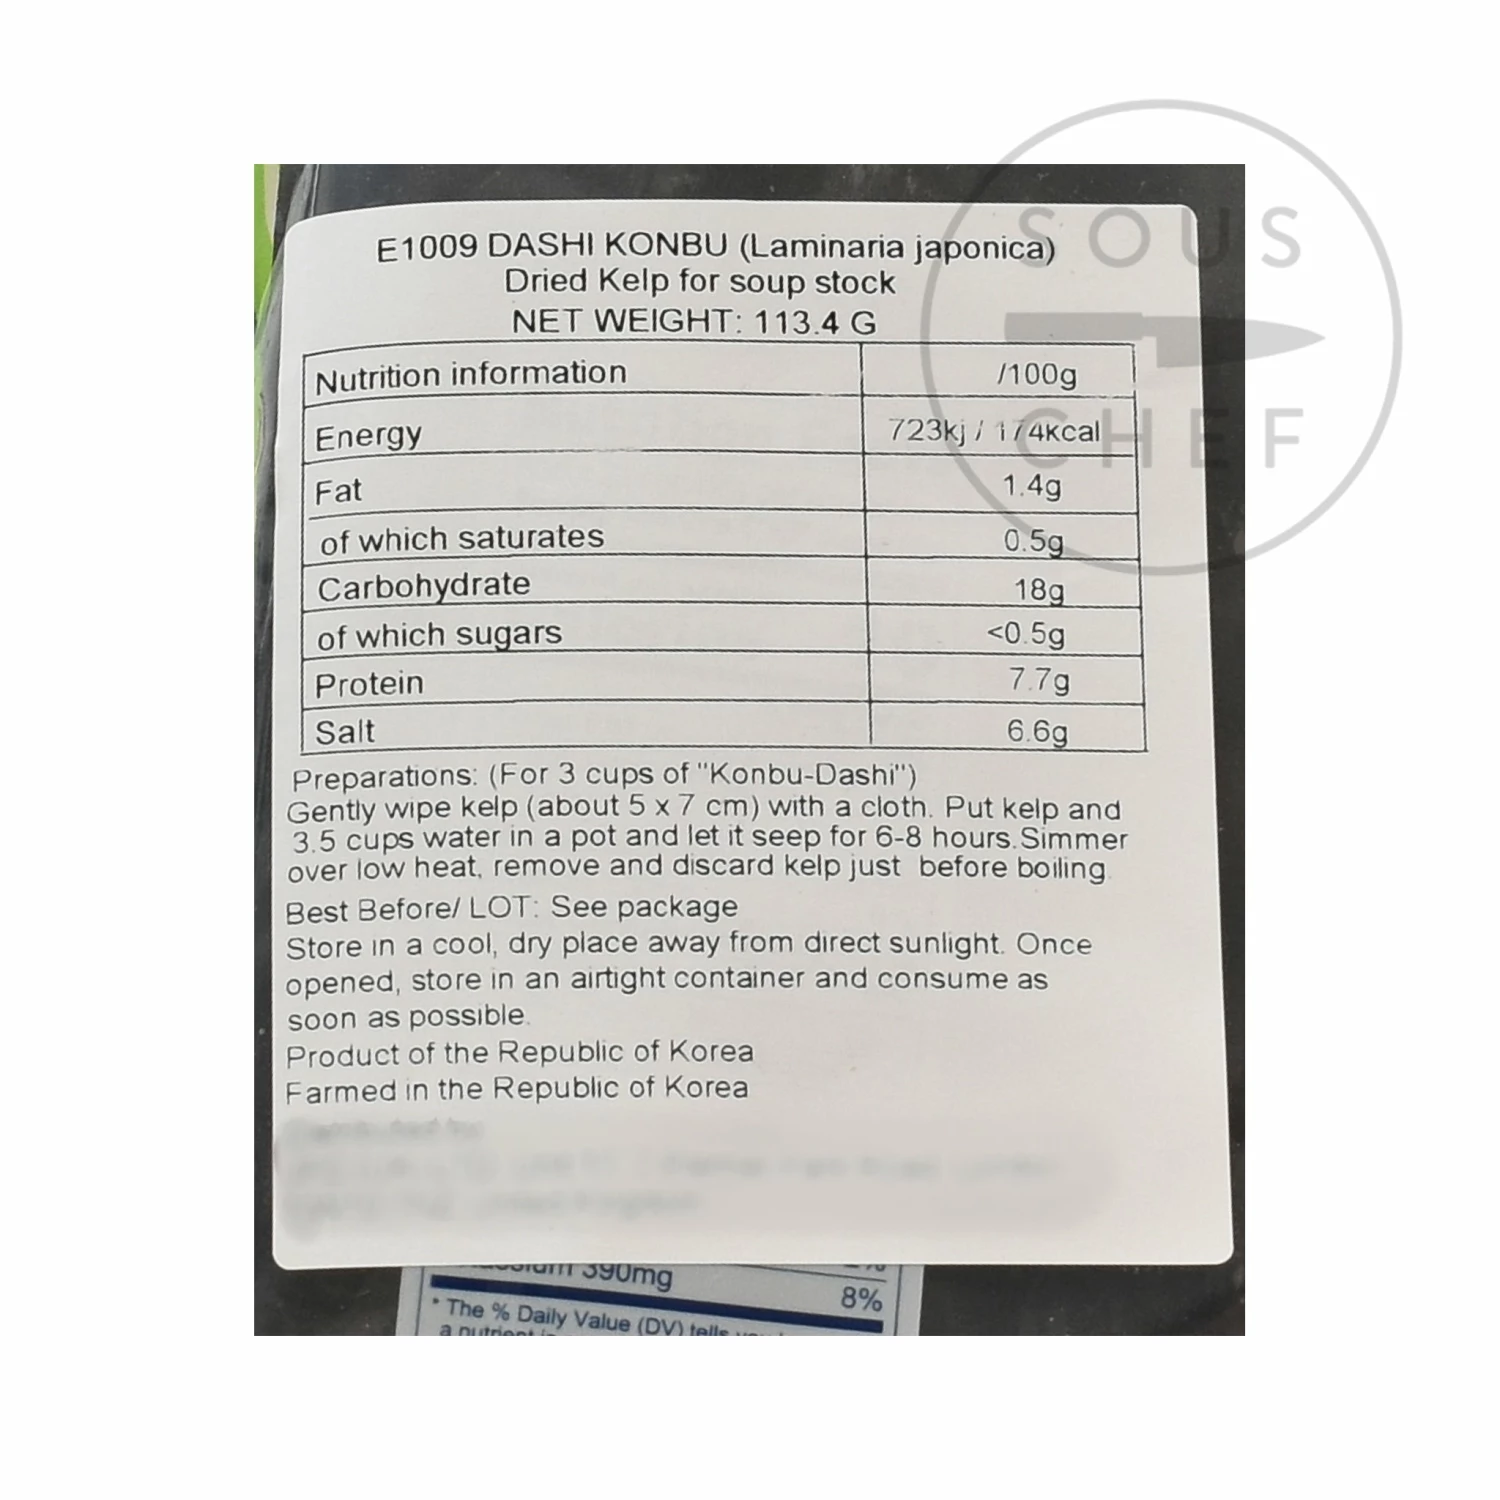 SOUS
CHEF
E1009 DASHI KONBU (Laminaria japonica)
Dried Kelp for soup stock
NET WEIGHT: 113.4 G
Nutrition information /100g
Energy 723kj / 174kcal
Fat 1.4g
of which saturates 0.5g
Carbohydrate 18g
of which sugars <0.5g
Protein 7.7g
Salt 6.6g
Preparations: (For 3 cups of "Konbu-Dashi")
Gently wipe kelp (about 5 x 7 cm) with a cloth. Put kelp and
3.5 cups water in a pot and let it seep for 6-8 hours. Simmer
over low heat, remove and discard kelp just before boiling.
Best Before/ LOT: See package
Store in a cool, dry place away from direct sunlight. Once
opened, store in an airtight container and consume as
soon as possible.
Product of the Republic of Korea
Farmed in the Republic of Korea
390mg 8%
* The % Daily Value (DV) tells
a nutrient